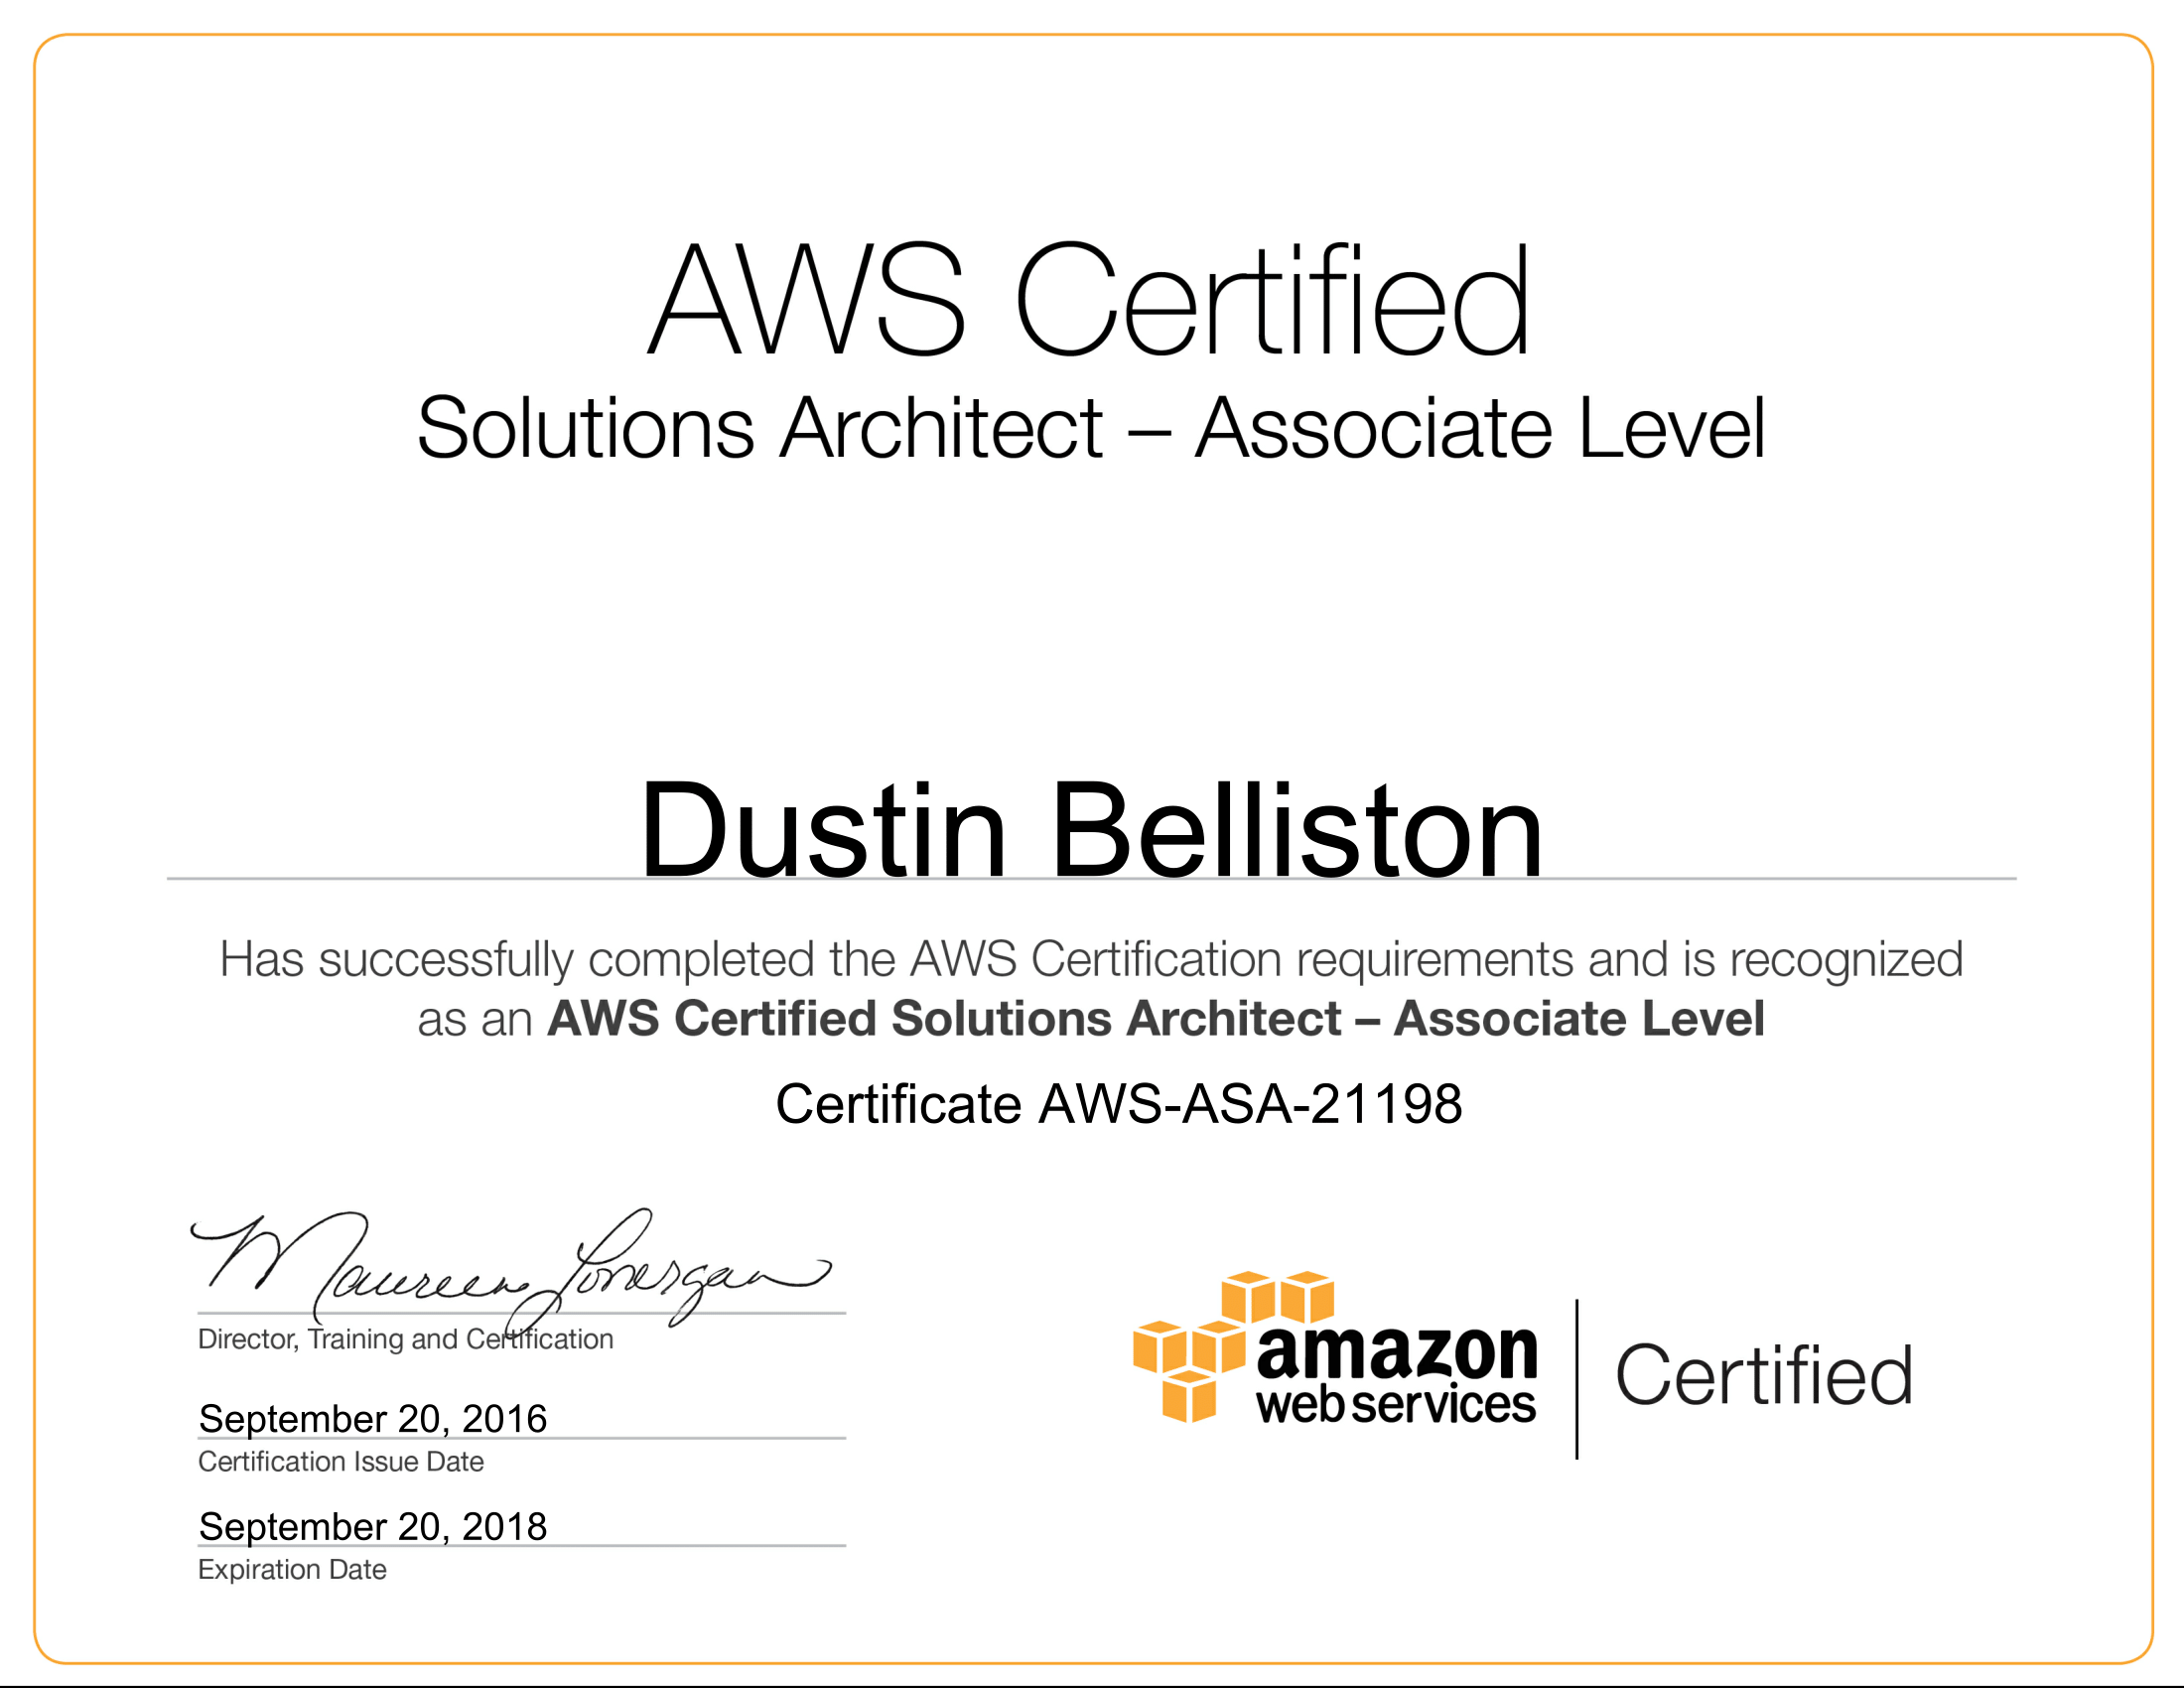 AWS Certified
Solutions Architect – Associate Level
Dustin Belliston
Has successfully completed the AWS Certification requirements and is recognized
as an AWS Certified Solutions Architect – Associate Level
Certificate AWS-ASA-21198
Maureen Lonergan
Director, Training and Certification
September 20, 2016
Certification Issue Date
September 20, 2018
Expiration Date
amazon
web services
Certified